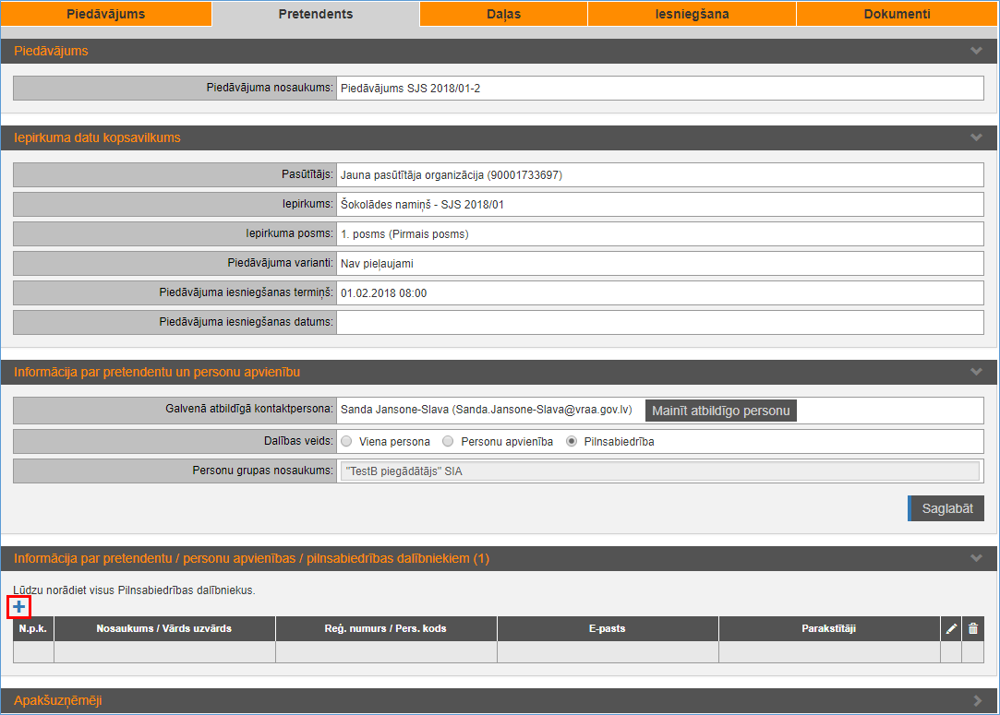 Piedāvājums Pretendents Daļas Iesniegšana Dokumenti
Piedāvājums
Piedāvājuma nosaukums: Piedāvājums SJS 2018/01-2
Iepirkuma datu kopsavilkums
Pasūtītājs: Jauna pasūtītāja organizācija (90001733697)
Iepirkums: Šokolādes namiņš - SJS 2018/01
Iepirkuma posms: 1. posms (Pirmais posms)
Piedāvājuma varianti: Nav pieļaujami
Piedāvājuma iesniegšanas termiņš: 01.02.2018 08:00
Piedāvājuma iesniegšanas datums:
Informācija par pretendentu un personu apvienību
Galvenā atbildīgā kontaktpersona: Sanda Jansone-Slava (Sanda.Jansone-Slava@vraa.gov.lv) Mainīt atbildīgo personu
Dalības veids: Viena persona Personu apvienība Pilnsabiedrība
Personu grupas nosaukums: "TestB piegādātājs" SIA
Saglabāt
Informācija par pretendentu / personu apvienības / pilnsabiedrības dalībniekiem (1)
Lūdzu norādiet visus Pilnsabiedrības dalībniekus.
N.p.k. Nosaukums / Vārds uzvārds Reģ. numurs / Pers. kods E-pasts Parakstītāji
Apakšuzņēmēji